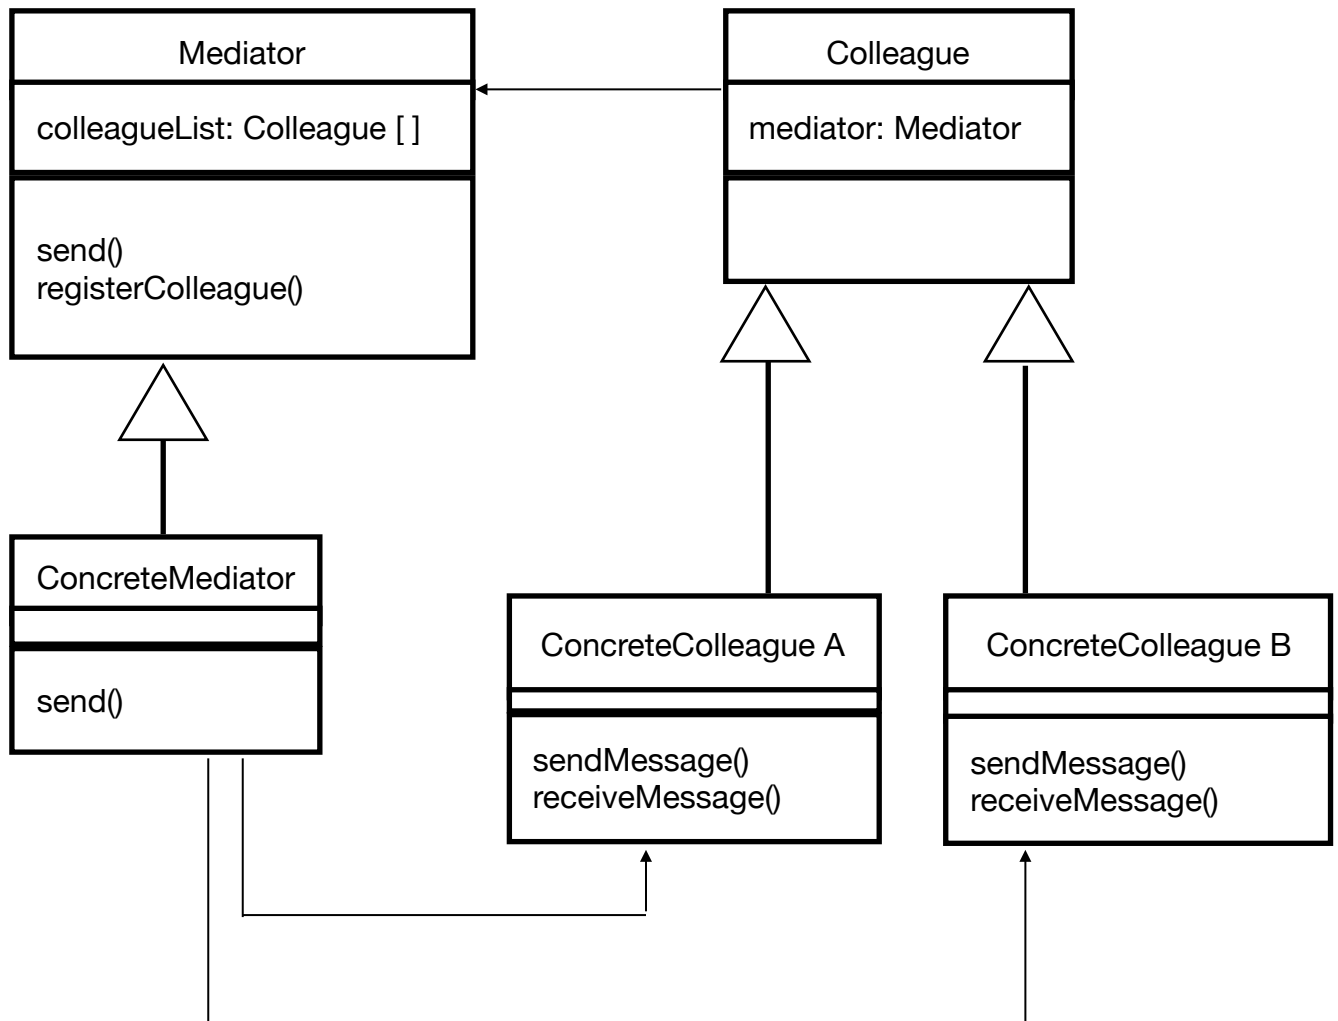 Mediator
colleagueList: Colleague [ ]
send()
registerColleague()
Colleague
mediator: Mediator
ConcreteMediator
send()
ConcreteColleague A
sendMessage()
receiveMessage()
ConcreteColleague B
sendMessage()
receiveMessage()